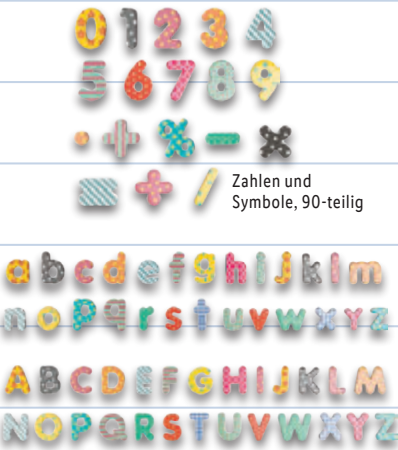 0 1 2 3 4
5 6 7 8 9
. ÷ % - ×
= + /
Zahlen und
Symbole, 90-teilig
a b c d e f g h i j k l m
n o p q r s t u v w x y z
A B C D E F G H I J K L M
N O P Q R S T U V W X Y Z